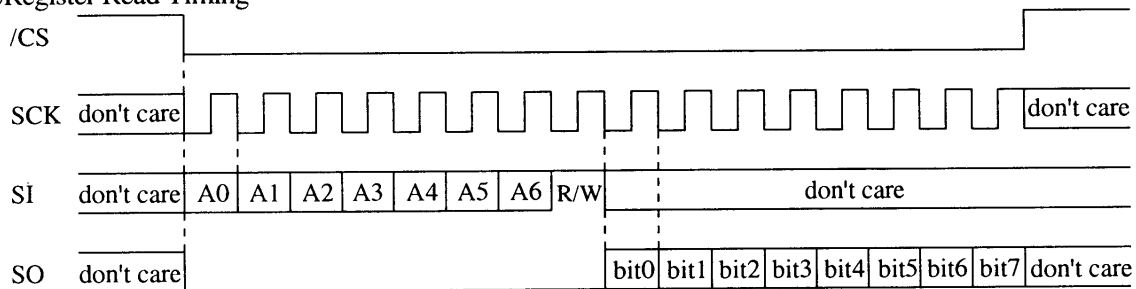 Register Read Timing
/CS
SCK don't care don't care
SI don't care A0 A1 A2 A3 A4 A5 A6 R/W don't care
SO don't care bit0 bit1 bit2 bit3 bit4 bit5 bit6 bit7 don't care